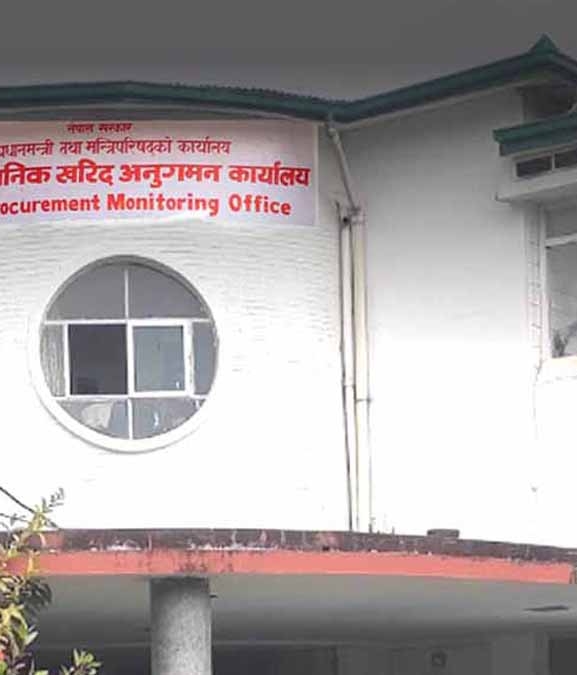 नेपाल सरकार
प्रधानमन्त्री तथा मन्त्रिपरिषद्को कार्यालय
निक खरिद अनुगमन कार्यालय
ocurement Monitoring Office